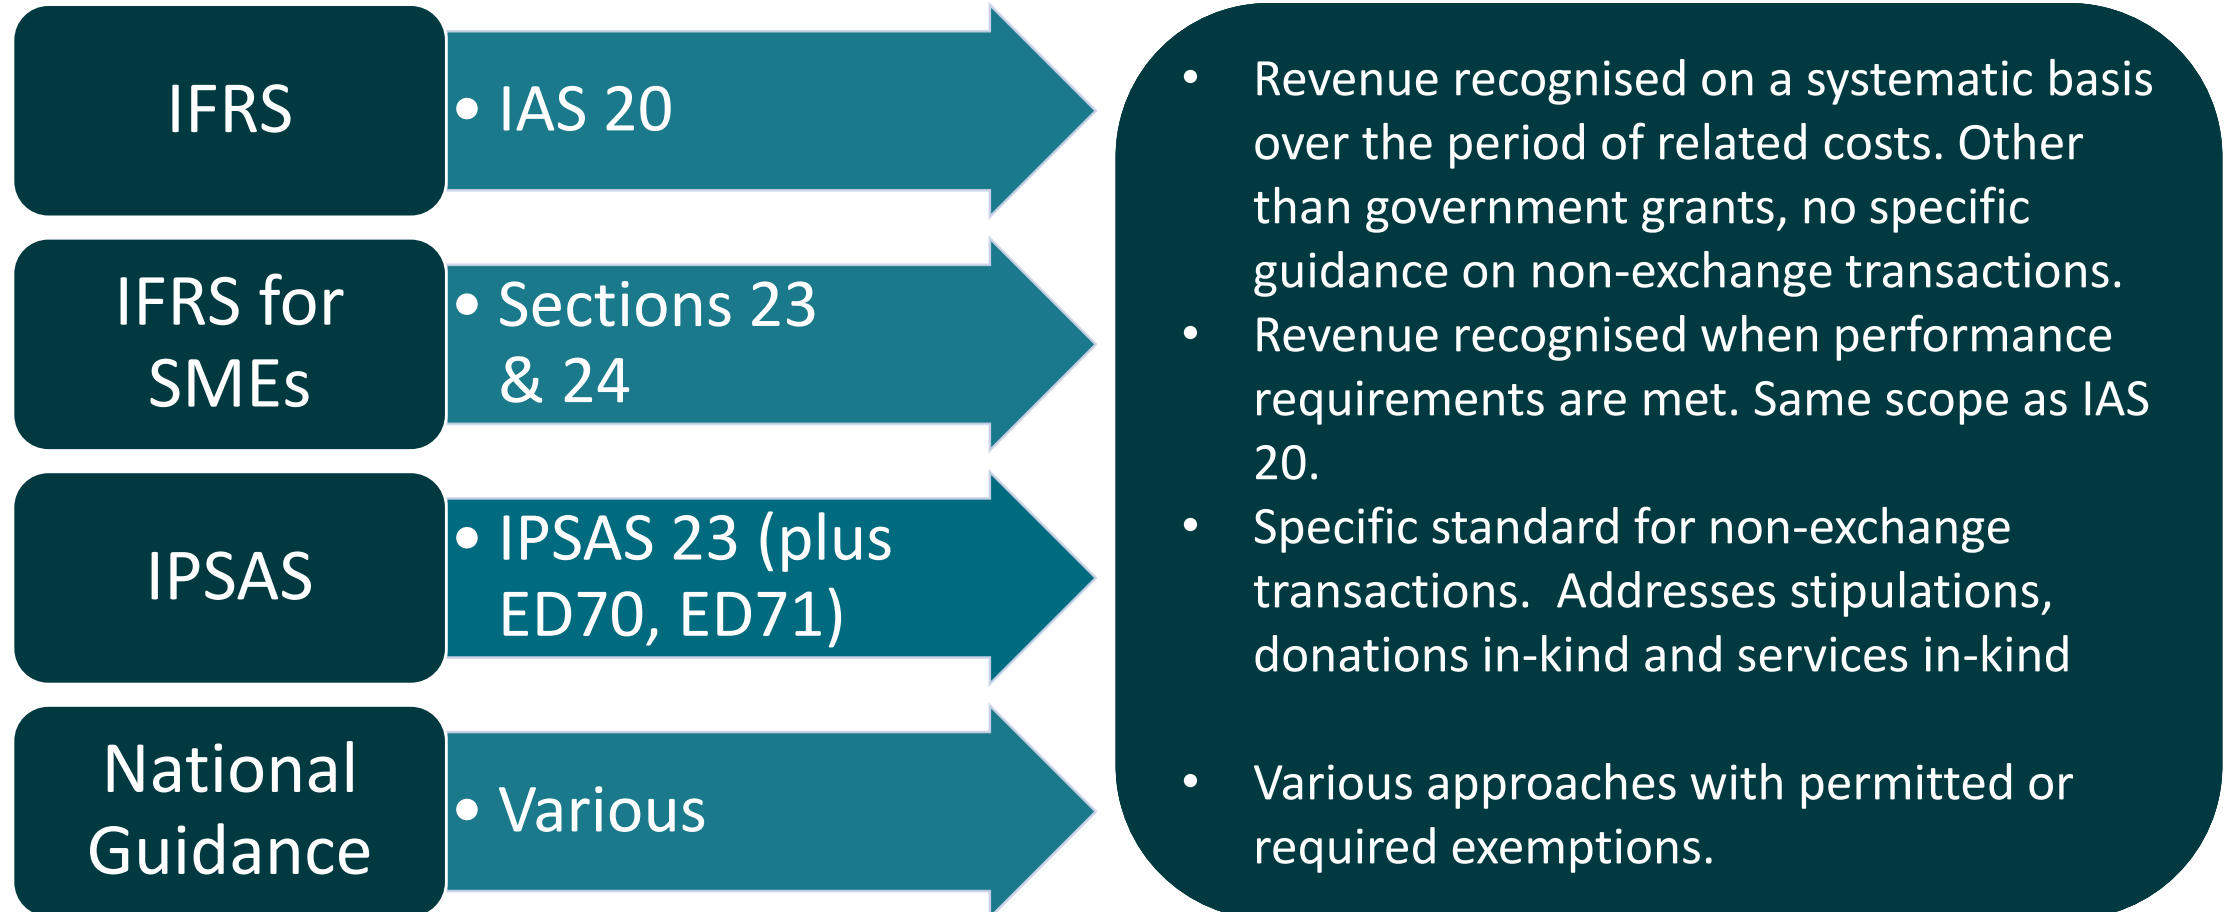 IFRS
• IAS 20
IFRS for
SMEs
• Sections 23
& 24
IPSAS
• IPSAS 23 (plus
ED70, ED71)
National
Guidance
• Various
• Revenue recognised on a systematic basis
over the period of related costs. Other
than government grants, no specific
guidance on non-exchange transactions.
• Revenue recognised when performance
requirements are met. Same scope as IAS
20.
• Specific standard for non-exchange
transactions.  Addresses stipulations,
donations in-kind and services in-kind
• Various approaches with permitted or
required exemptions.